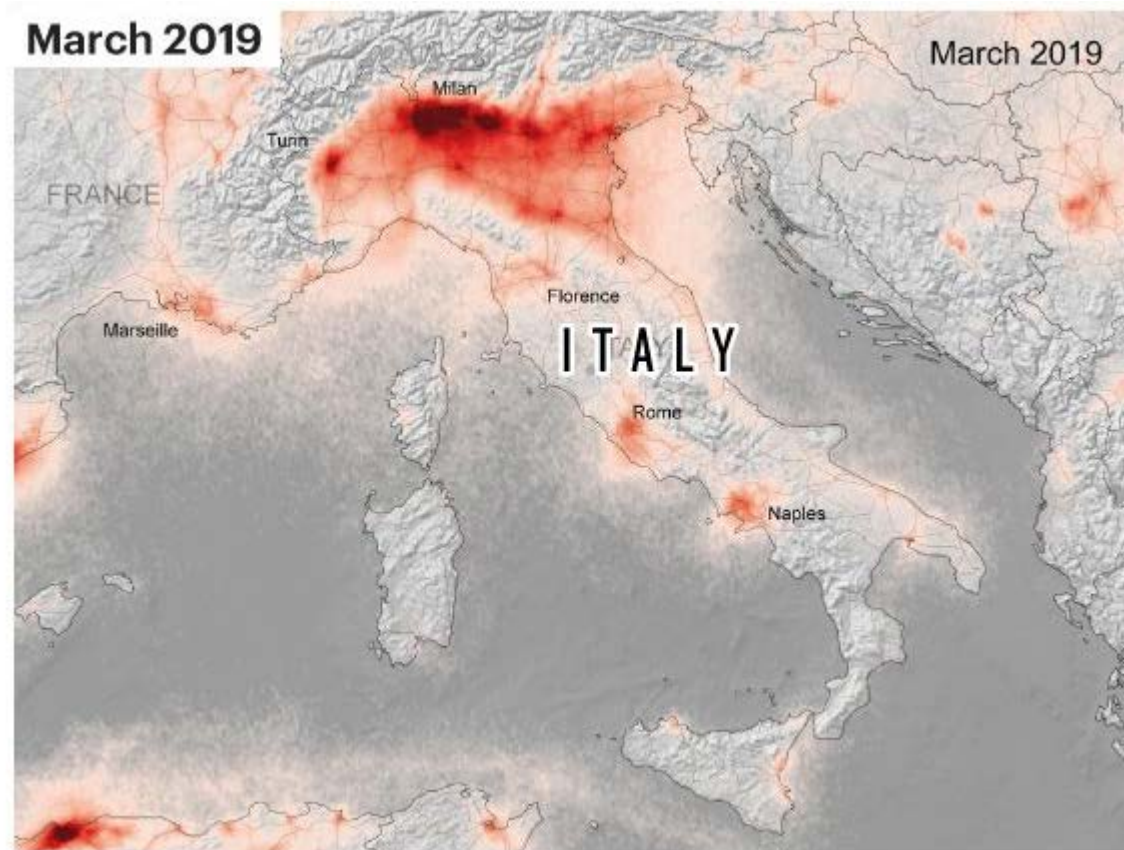 March 2019
March 2019
Milan
Turin
FRANCE
Florence
Marseille
ITALY
Rome
Naples